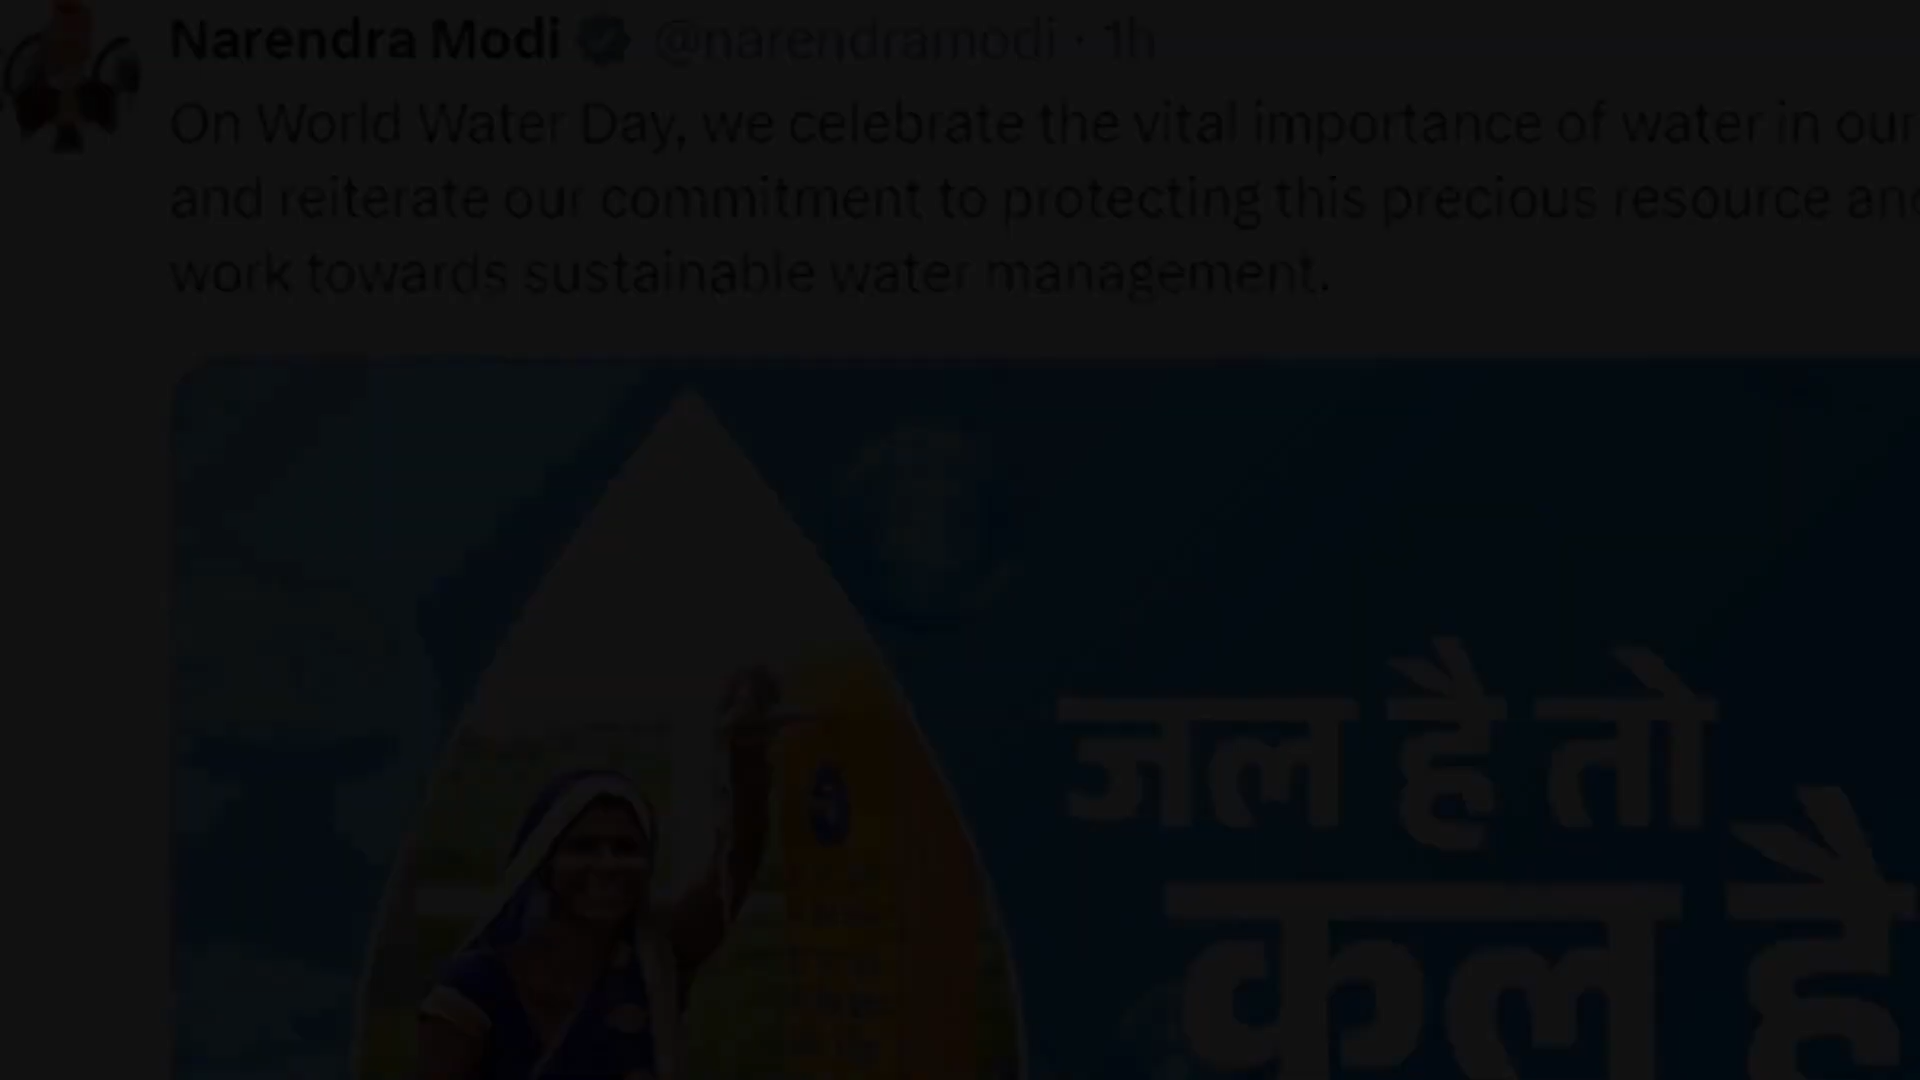 Narendra Modi @narendramodi · 1h
On World Water Day, we celebrate the vital importance of water in our
and reiterate our commitment to protecting this precious resource and
work towards sustainable water management.
जल है तो
कल है